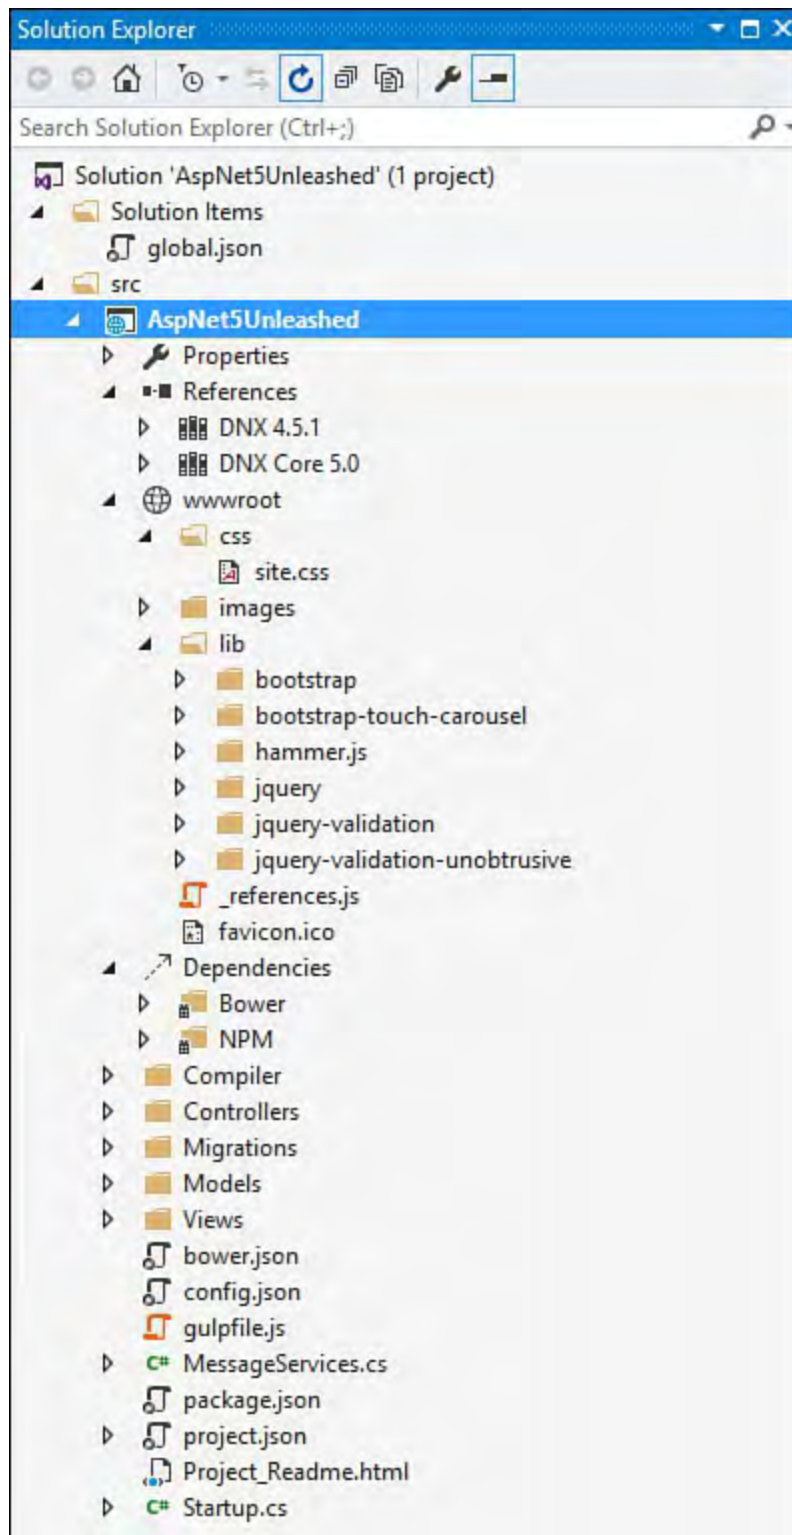 Solution Explorer
Search Solution Explorer (Ctrl+;)
Solution 'AspNet5Unleashed' (1 project)
Solution Items
global.json
src
AspNet5Unleashed
Properties
References
DNX 4.5.1
DNX Core 5.0
wwwroot
css
site.css
images
lib
bootstrap
bootstrap-touch-carousel
hammer.js
jquery
jquery-validation
jquery-validation-unobtrusive
_references.js
favicon.ico
Dependencies
Bower
NPM
Compiler
Controllers
Migrations
Models
Views
bower.json
config.json
gulpfile.js
C# MessageServices.cs
package.json
project.json
Project_Readme.html
C# Startup.cs